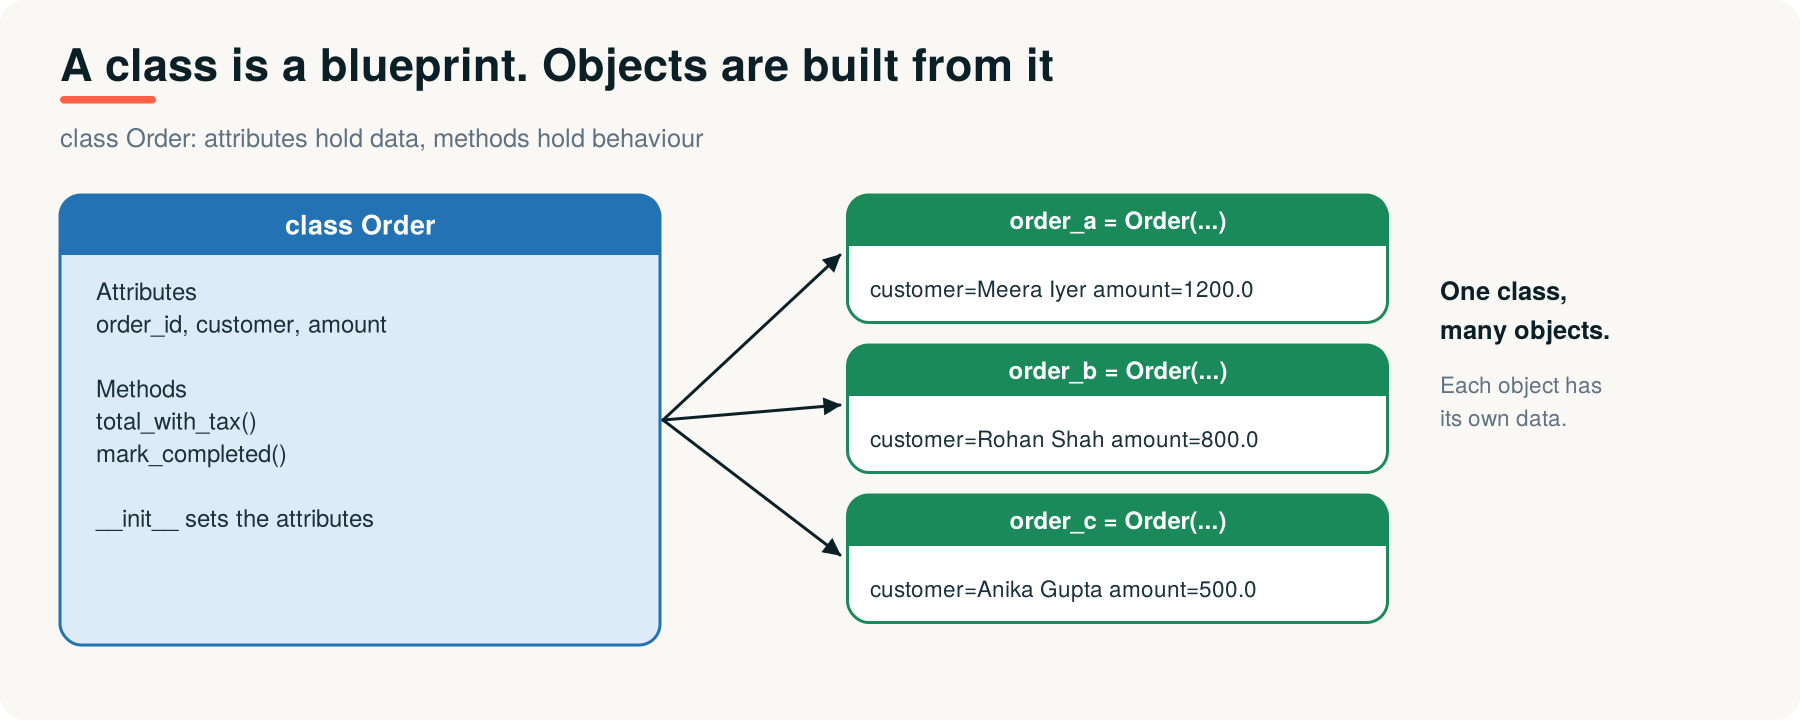 A class is a blueprint. Objects are built from it
class Order: attributes hold data, methods hold behaviour
class Order
Attributes
order_id, customer, amount
Methods
total_with_tax()
mark_completed()
__init__ sets the attributes
order_a = Order(...)
customer=Meera Iyer amount=1200.0
order_b = Order(...)
customer=Rohan Shah amount=800.0
order_c = Order(...)
customer=Anika Gupta amount=500.0
One class,
many objects.
Each object has
its own data.